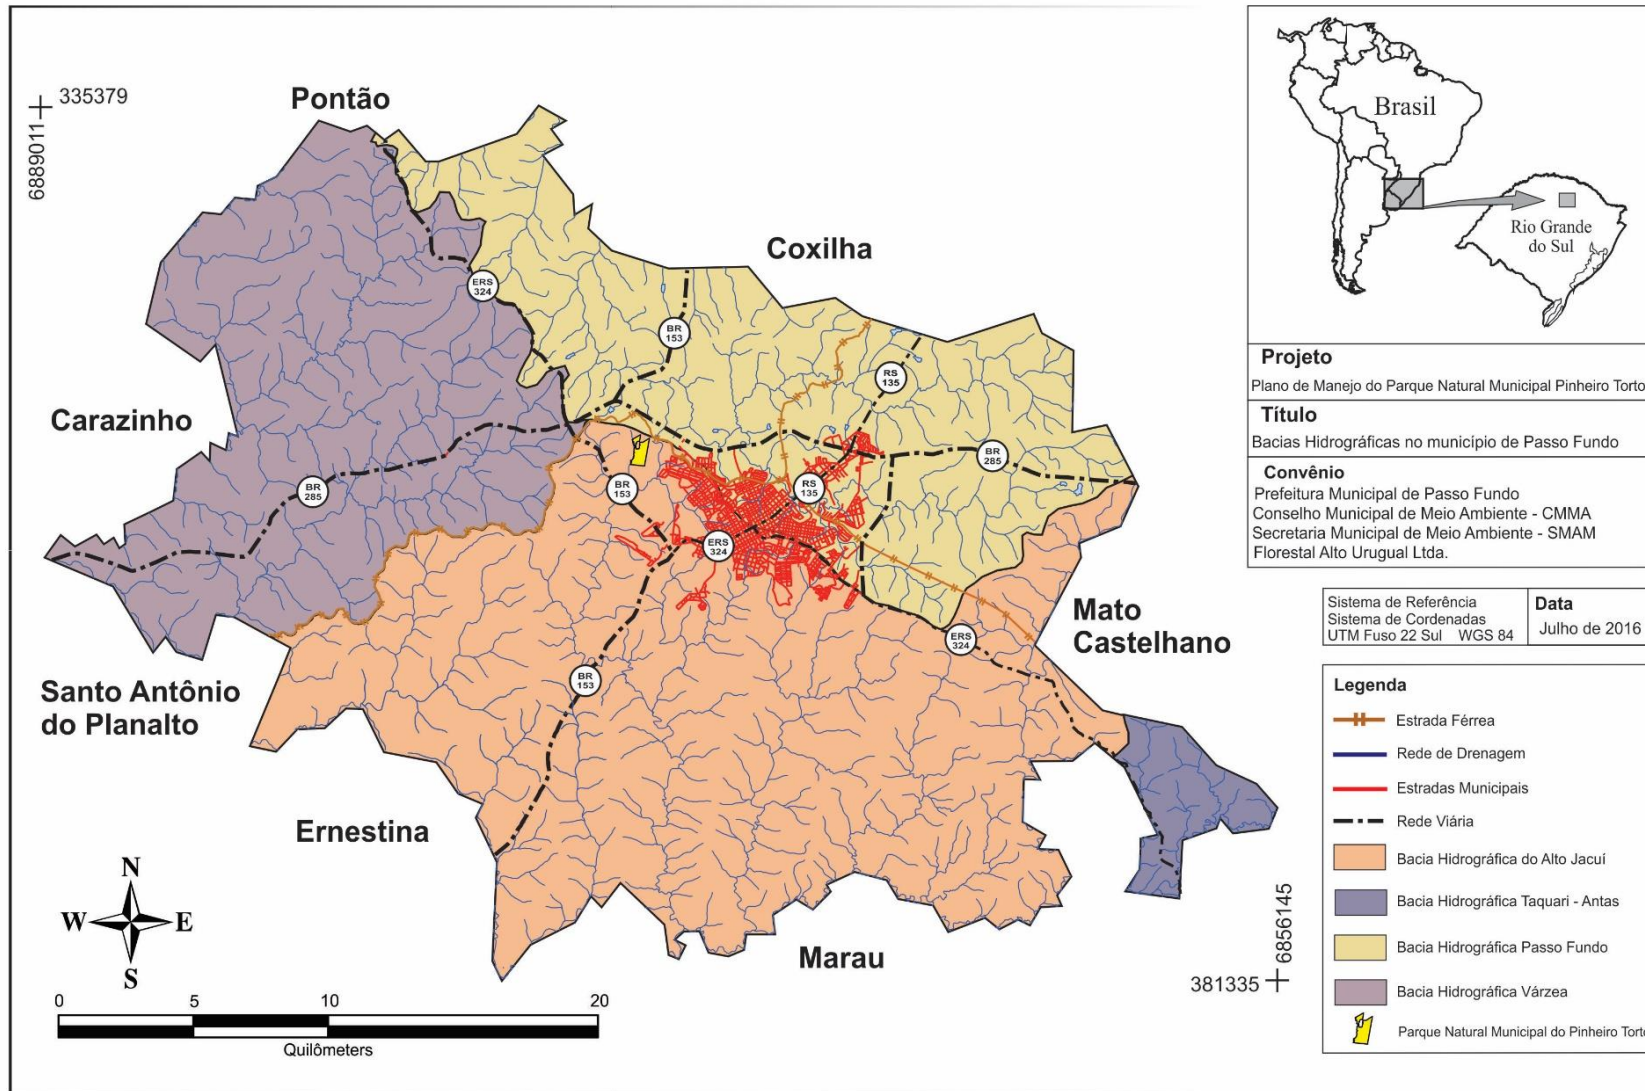 335379
6889011
Pontão
Coxilha
Carazinho
Santo Antônio
do Planalto
Ernestina
Marau
Mato
Castelhano
ERS
324
BR
153
RS
135
BR
285
BR
285
BR
153
RS
135
ERS
324
ERS
324
BR
153
N
W
E
S
0
5
10
20
Quilômeters
6856145
381335
Brasil
Rio Grande
do Sul
Projeto
Plano de Manejo do Parque Natural Municipal Pinheiro Torto
Título
Bacias Hidrográficas no município de Passo Fundo
Convênio
Prefeitura Municipal de Passo Fundo
Conselho Municipal de Meio Ambiente - CMMA
Secretaria Municipal de Meio Ambiente - SMAM
Florestal Alto Urugual Ltda.
Sistema de Referência
Sistema de Cordenadas
UTM Fuso 22 Sul WGS 84
Data
Julho de 2016
Legenda
Estrada Férrea
Rede de Drenagem
Estradas Municipais
Rede Viária
Bacia Hidrográfica do Alto Jacuí
Bacia Hidrográfica Taquari - Antas
Bacia Hidrográfica Passo Fundo
Bacia Hidrográfica Várzea
Parque Natural Municipal do Pinheiro Torto